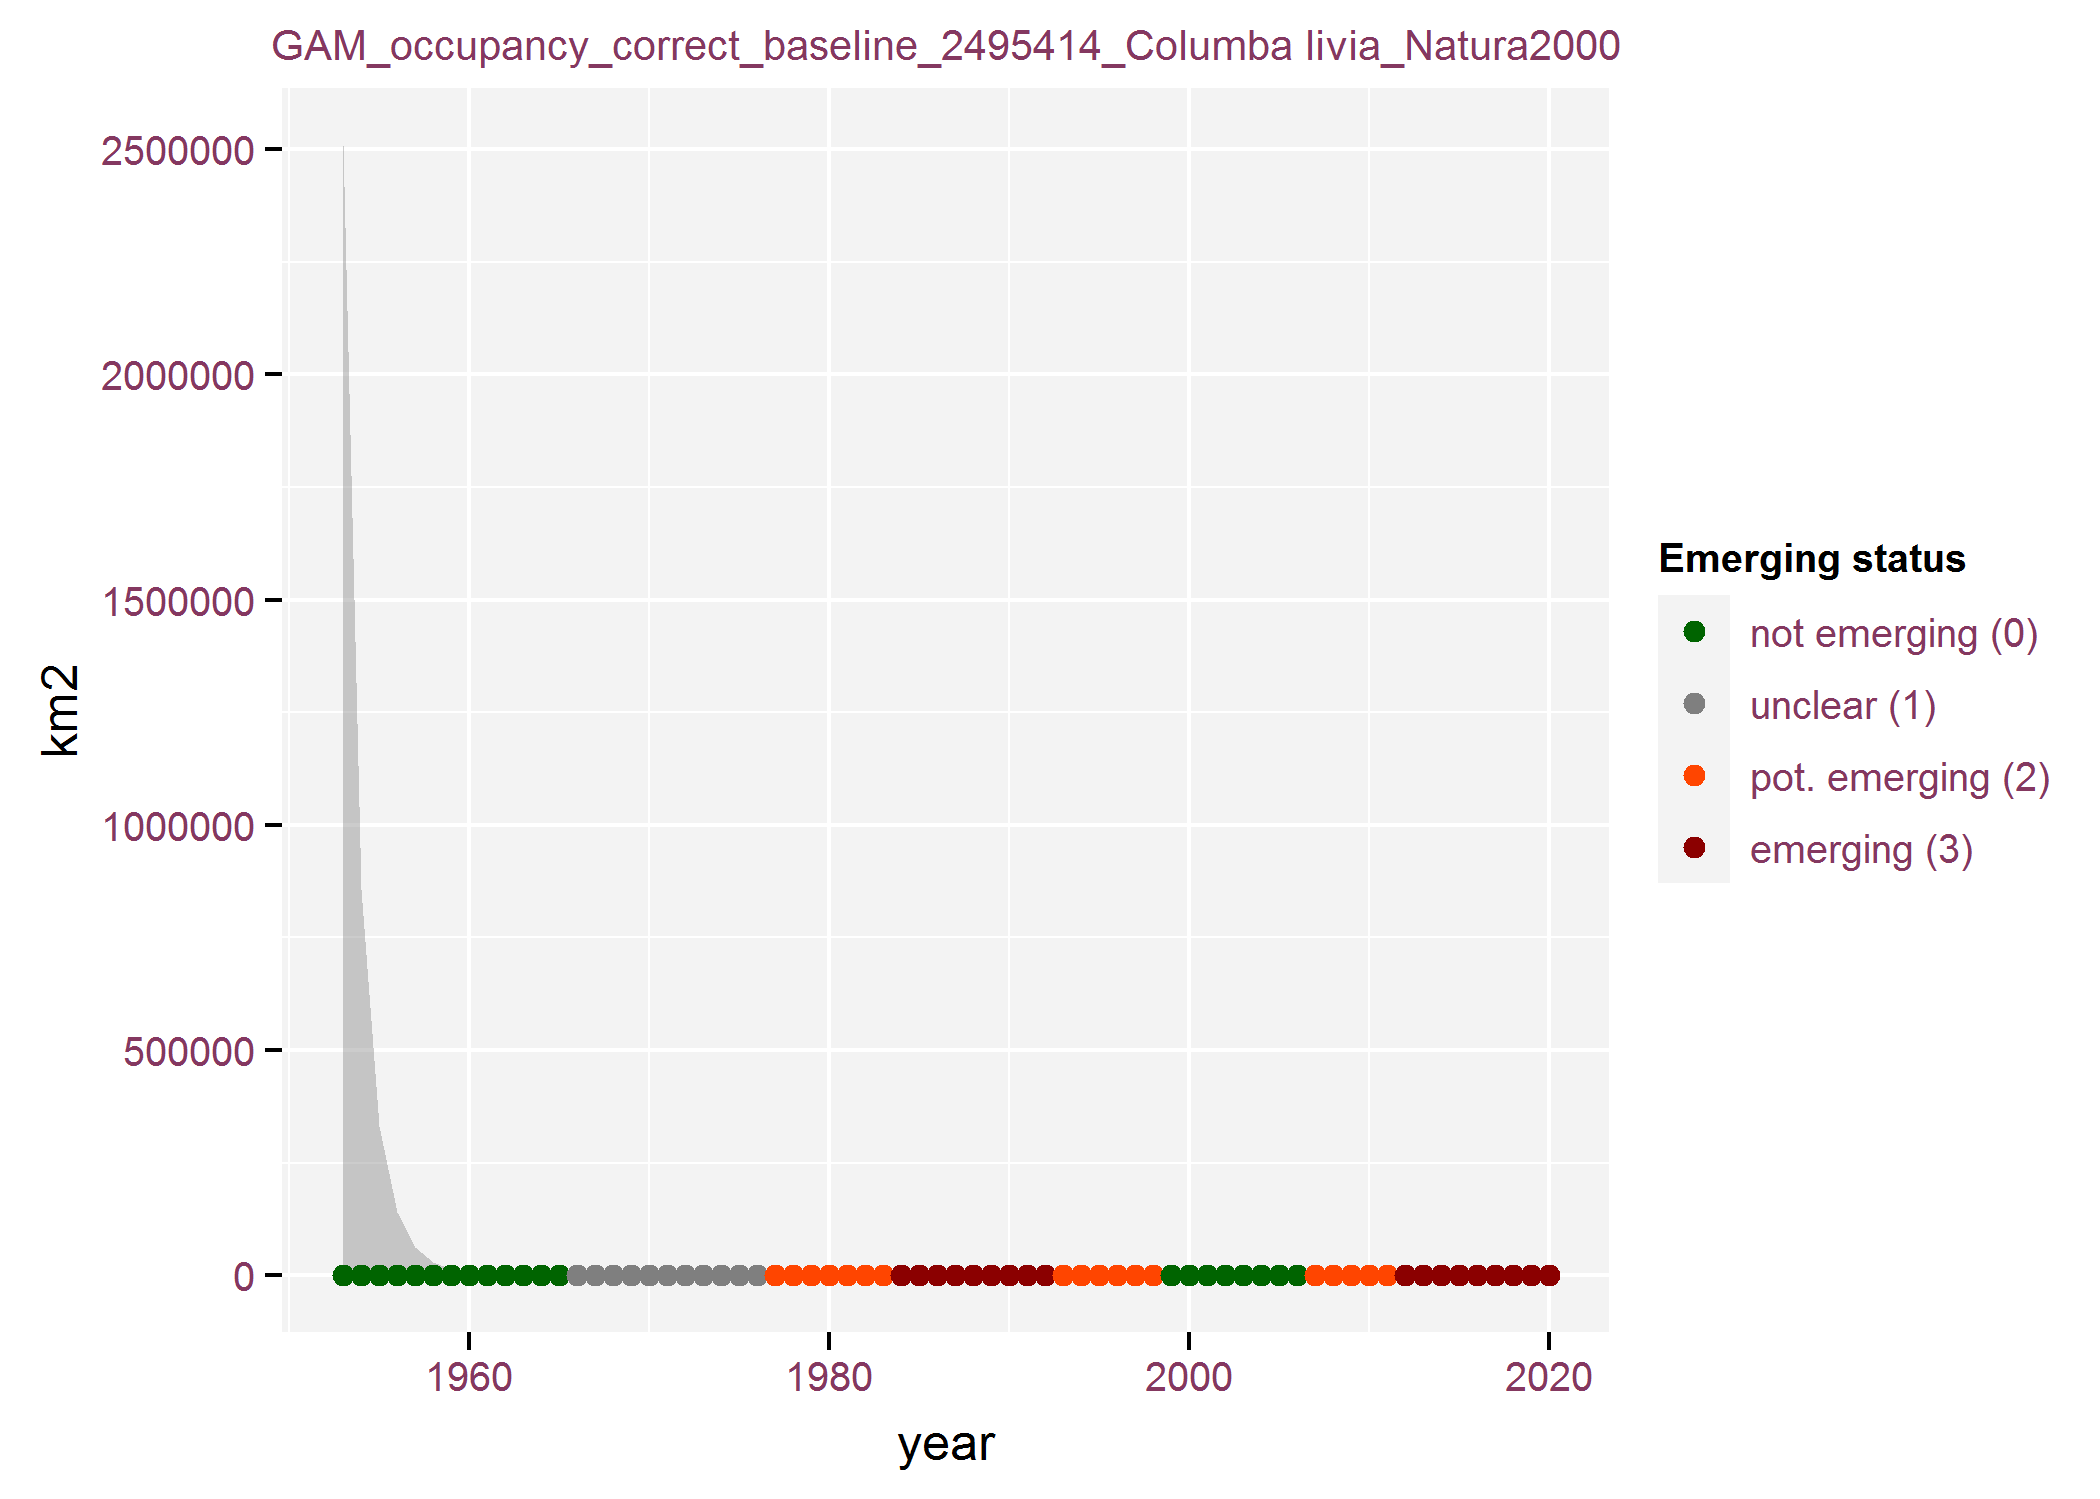 GAM_occupancy_correct_baseline_2495414_Columba livia_Natura2000
2500000
2000000
1500000
1000000
500000
0
km2
1960
1980
2000
2020
year
Emerging status
not emerging (0)
unclear (1)
pot. emerging (2)
emerging (3)